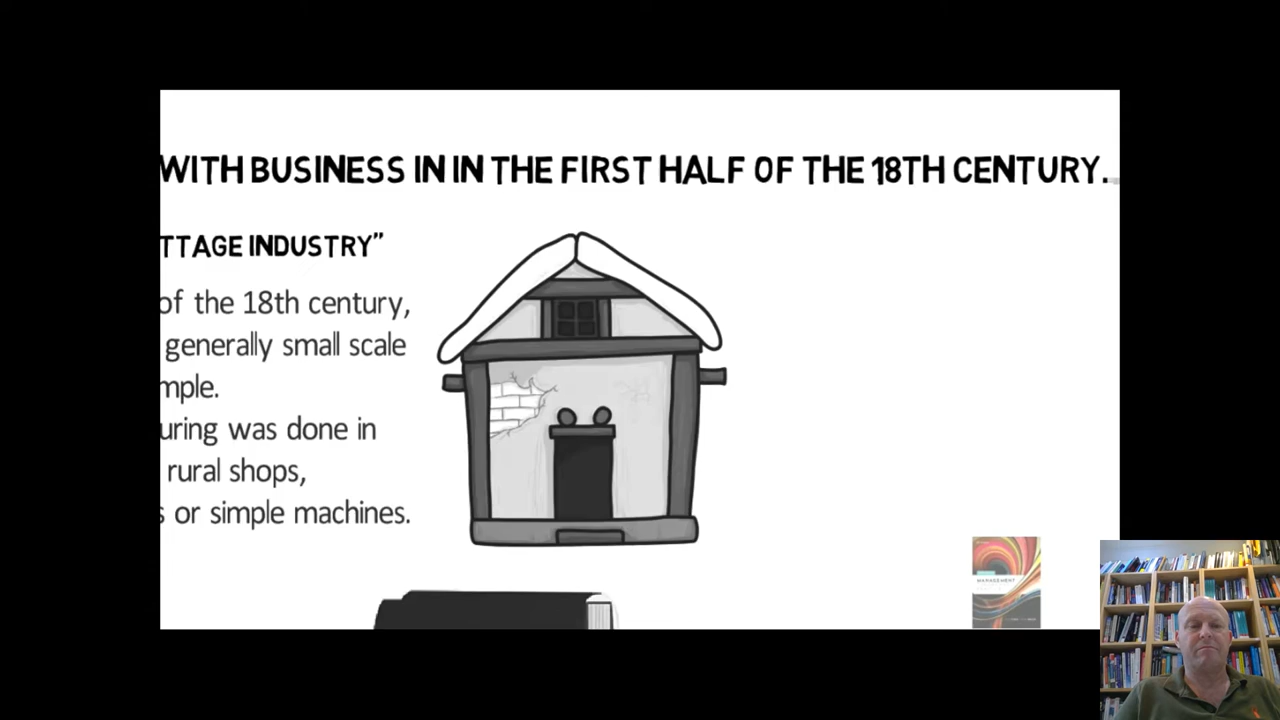 WITH BUSINESS IN IN THE FIRST HALF OF THE 18TH CENTURY.
TTAGE INDUSTRY”
of the 18th century,
generally small scale
mple.
uring was done in
rural shops,
s or simple machines.
MANAGEMENT